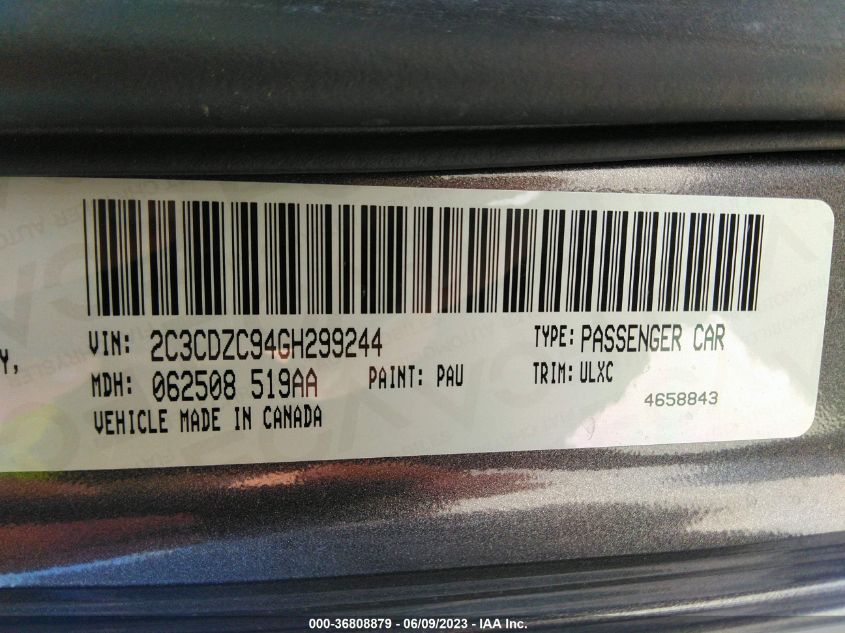 VIN: 2C3CDZC94GH299244 TYPE: PASSENGER CAR
Y,
MDH: 062508 519AA PAINT: PAU TRIM: ULXC
4658843
VEHICLE MADE IN CANADA
000-36808879 - 06/09/2023 - © IAA Inc.